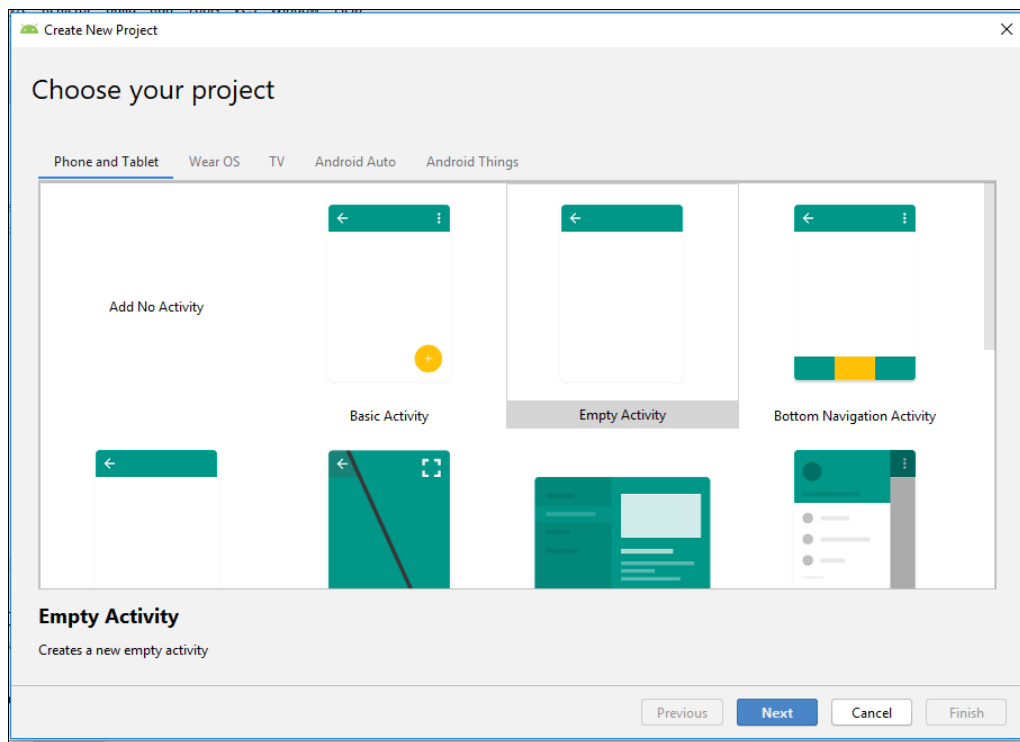 Create New Project
Choose your project
Phone and Tablet Wear OS TV Android Auto Android Things
Add No Activity
Basic Activity
Empty Activity
Bottom Navigation Activity
Empty Activity
Creates a new empty activity
Previous Next Cancel Finish